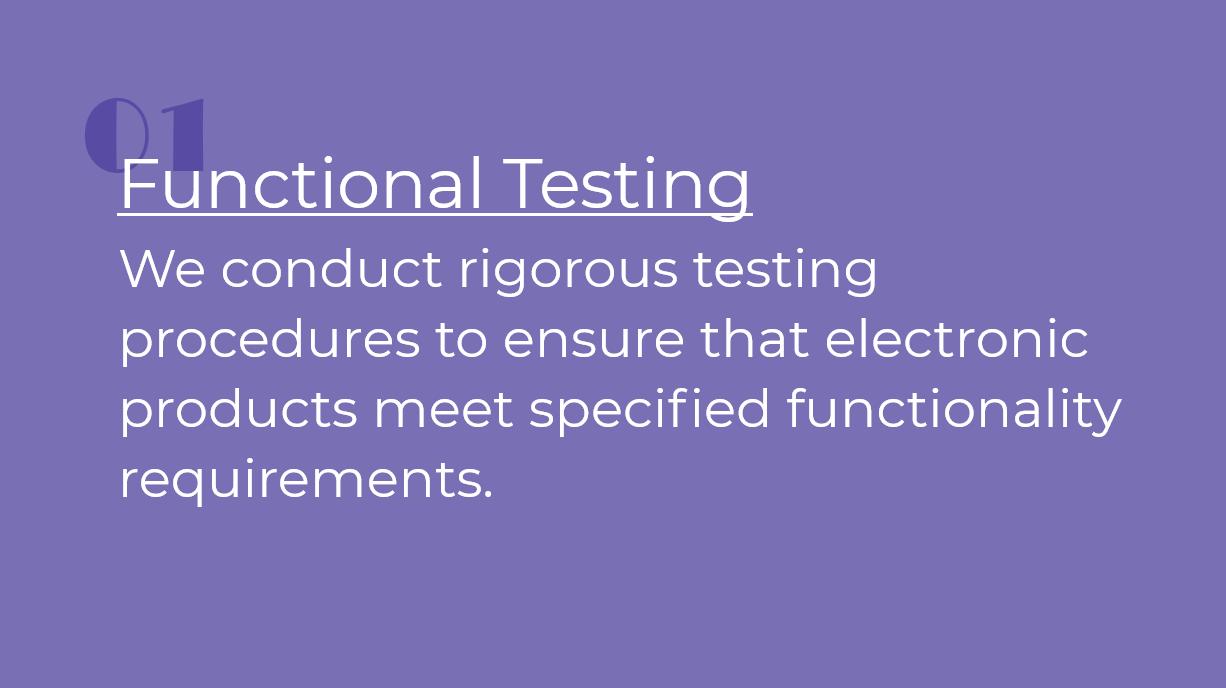 01
Functional Testing
We conduct rigorous testing
procedures to ensure that electronic
products meet specified functionality
requirements.